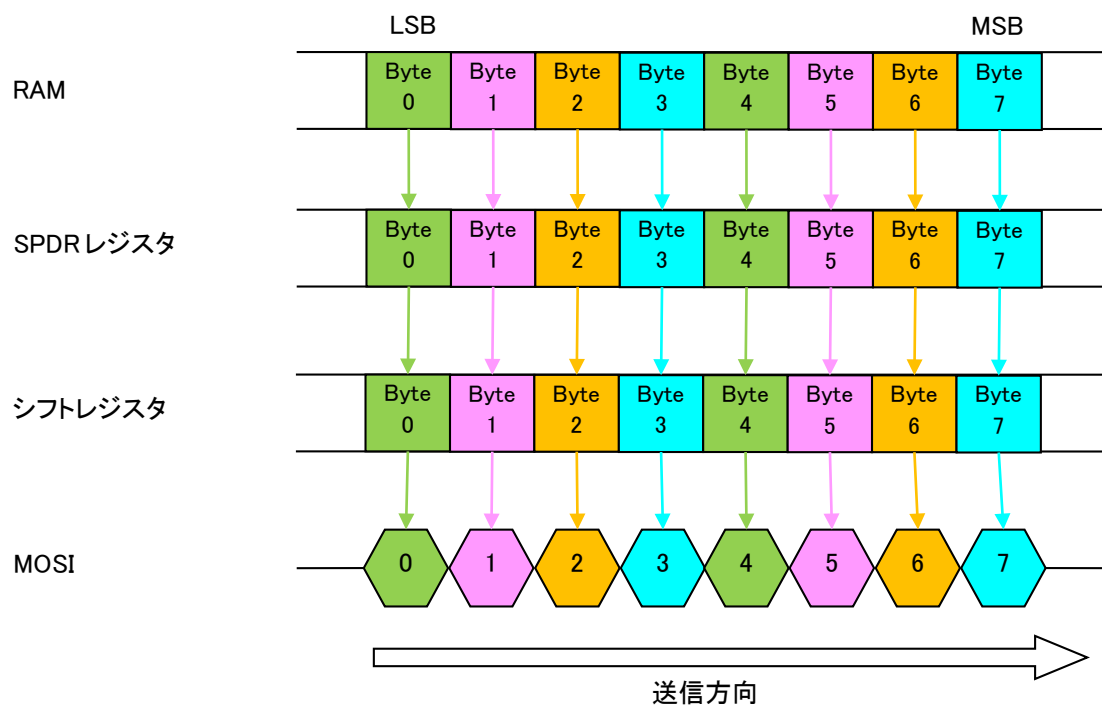 LSB MSB
RAM
Byte Byte Byte Byte Byte Byte Byte Byte
0 1 2 3 4 5 6 7
SPDRレジスタ
Byte Byte Byte Byte Byte Byte Byte Byte
0 1 2 3 4 5 6 7
シフトレジスタ
Byte Byte Byte Byte Byte Byte Byte Byte
0 1 2 3 4 5 6 7
MOSI
0 1 2 3 4 5 6 7
送信方向